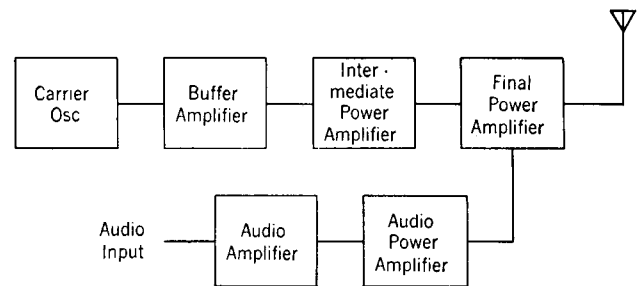 Carrier
Osc
Buffer
Amplifier
Inter-
mediate
Power
Amplifier
Final
Power
Amplifier
Audio
Input
Audio
Amplifier
Audio
Power
Amplifier